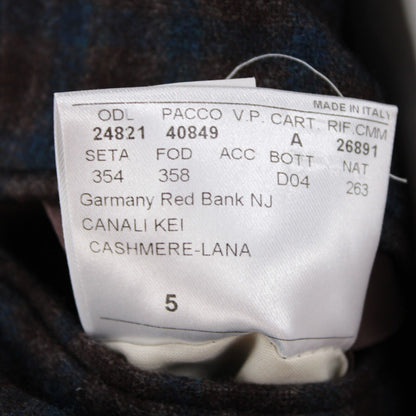 MADE IN ITALY
ODL PACCO V.P. CART. RIF.CMM
24821 40849 A 26891
SETA FOD ACC BOTT NAT
354 358 D04 263
Garmany Red Bank NJ
CANALI KEI
CASHMERE-LANA
5